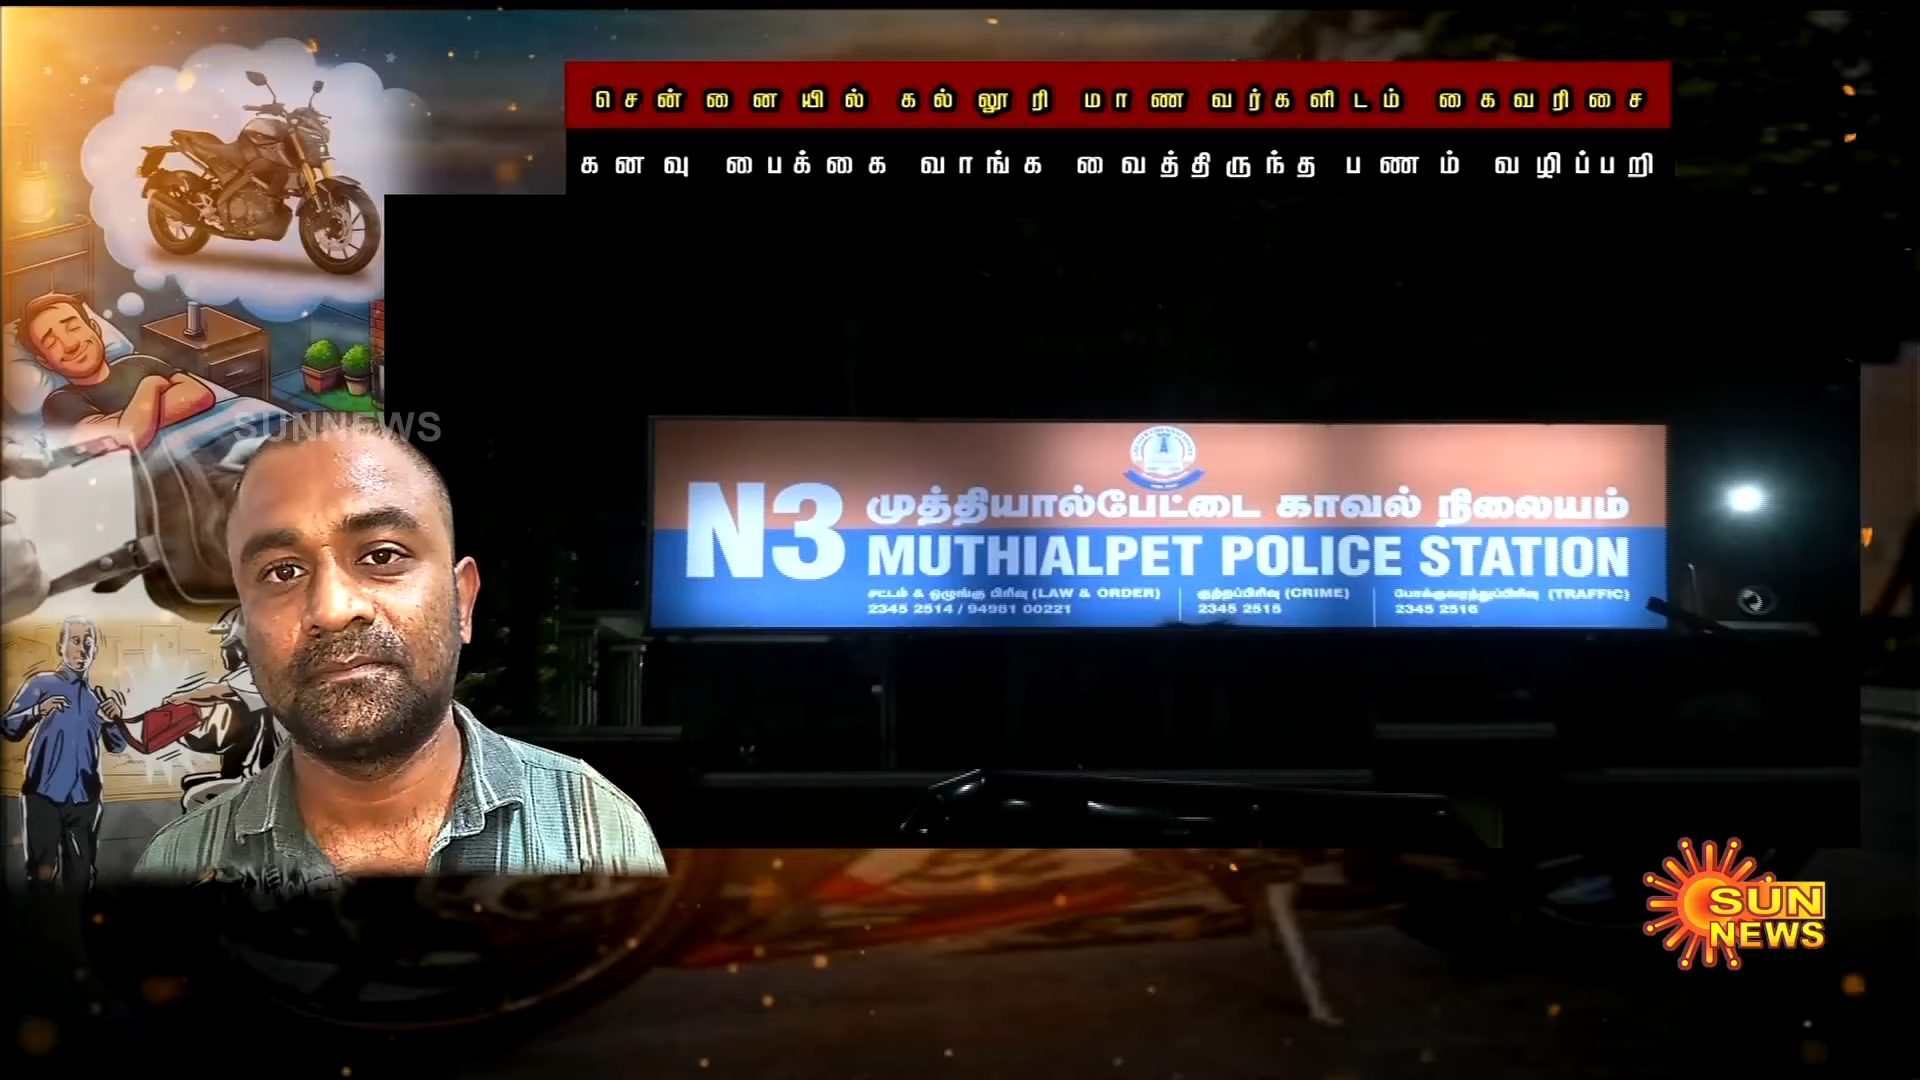 சென்னையில் கல்லூரி மாணவர்களிடம் கைவரிசை
கனவு பைக்கை வாங்க வைத்திருந்த பணம் வழிப்பறி
SUNNEWS
N3
முத்தியால்பேட்டை காவல் நிலையம்
MUTHIALPET POLICE STATION
சட்டம் & ஒழுங்கு பிரிவு (LAW & ORDER)
2345 2514 / 94981 00221
குற்றப்பிரிவு (CRIME)
2345 2515
போக்குவரத்துப்பிரிவு (TRAFFIC)
2345 2516
SUN
NEWS